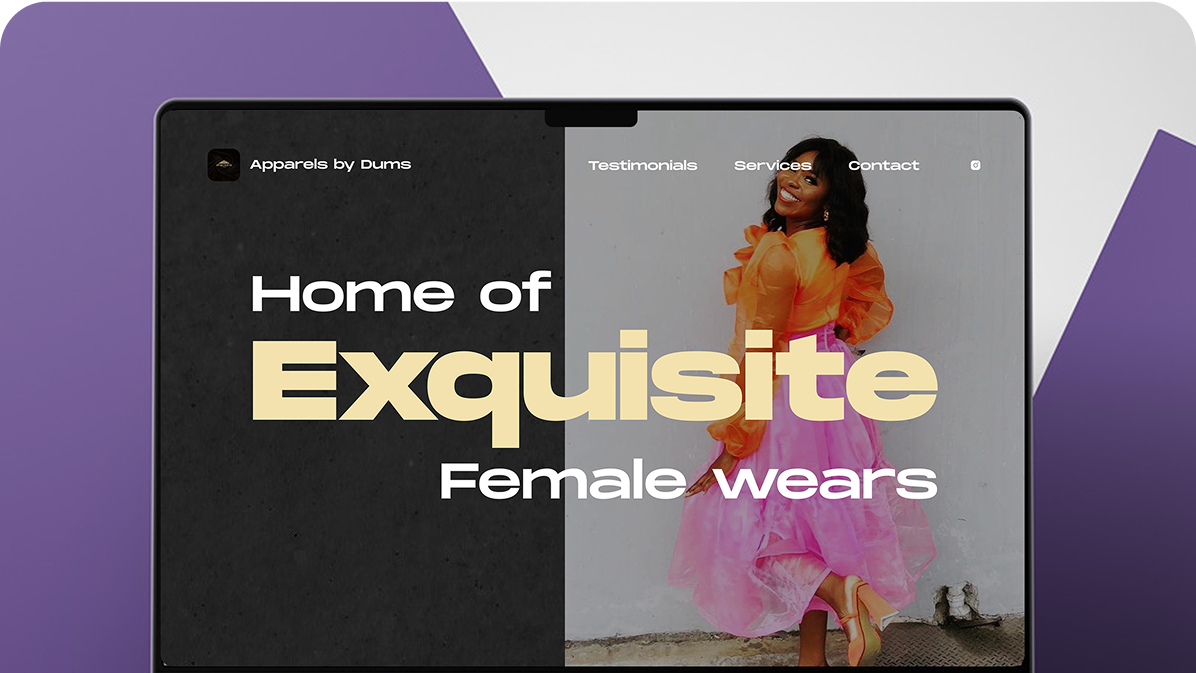 Apparels by Dums
Testimonials Services Contact
Home of
Exquisite
Female wears